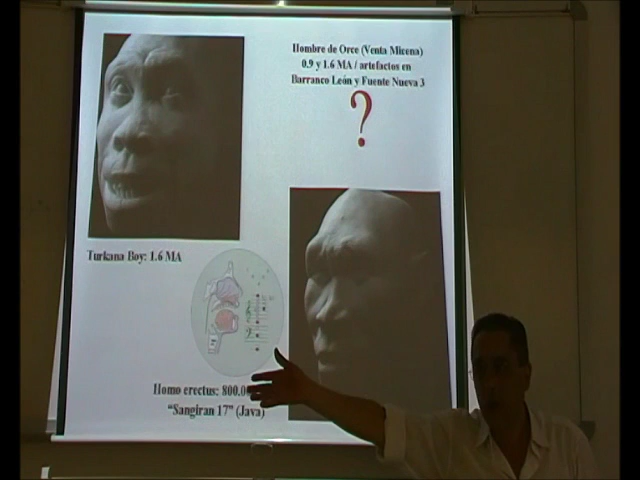 Hombre de Orce (Venta Micena)
0.9 y 1.6 MA / artefactos en
Barranco León y Fuente Nueva 3
?
Turkana Boy: 1.6 MA
Homo erectus: 800.0
"Sangiran 17" (Java)